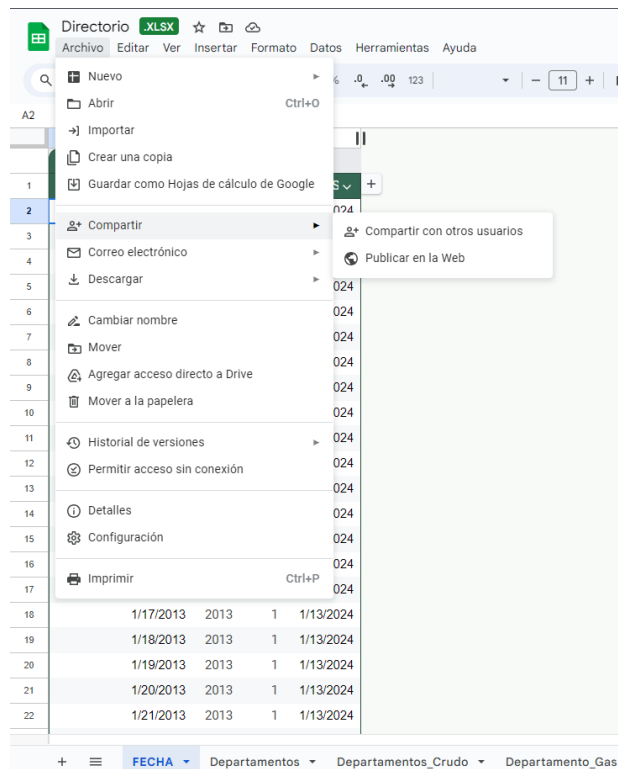 Directorio .XLSX
Archivo Editar Ver Insertar Formato Datos Herramientas Ayuda
% .0 .00 123 − 11 +
A2
Nuevo
Abrir Ctrl+O
Importar
Crear una copia
Guardar como Hojas de cálculo de Google
Compartir
Compartir con otros usuarios
Publicar en la Web
Correo electrónico
Descargar
Cambiar nombre
Mover
Agregar acceso directo a Drive
Mover a la papelera
Historial de versiones
Permitir acceso sin conexión
Detalles
Configuración
Imprimir Ctrl+P
1 S +
2 024
3
4
5 024
6 024
7 024
8 024
9 024
10 024
11 024
12 024
13 024
14 024
15 024
16 024
17 024
18 1/17/2013 2013 1 1/13/2024
19 1/18/2013 2013 1 1/13/2024
20 1/19/2013 2013 1 1/13/2024
21 1/20/2013 2013 1 1/13/2024
22 1/21/2013 2013 1 1/13/2024
+ FECHA Departamentos Departamentos_Crudo Departamento_Gas